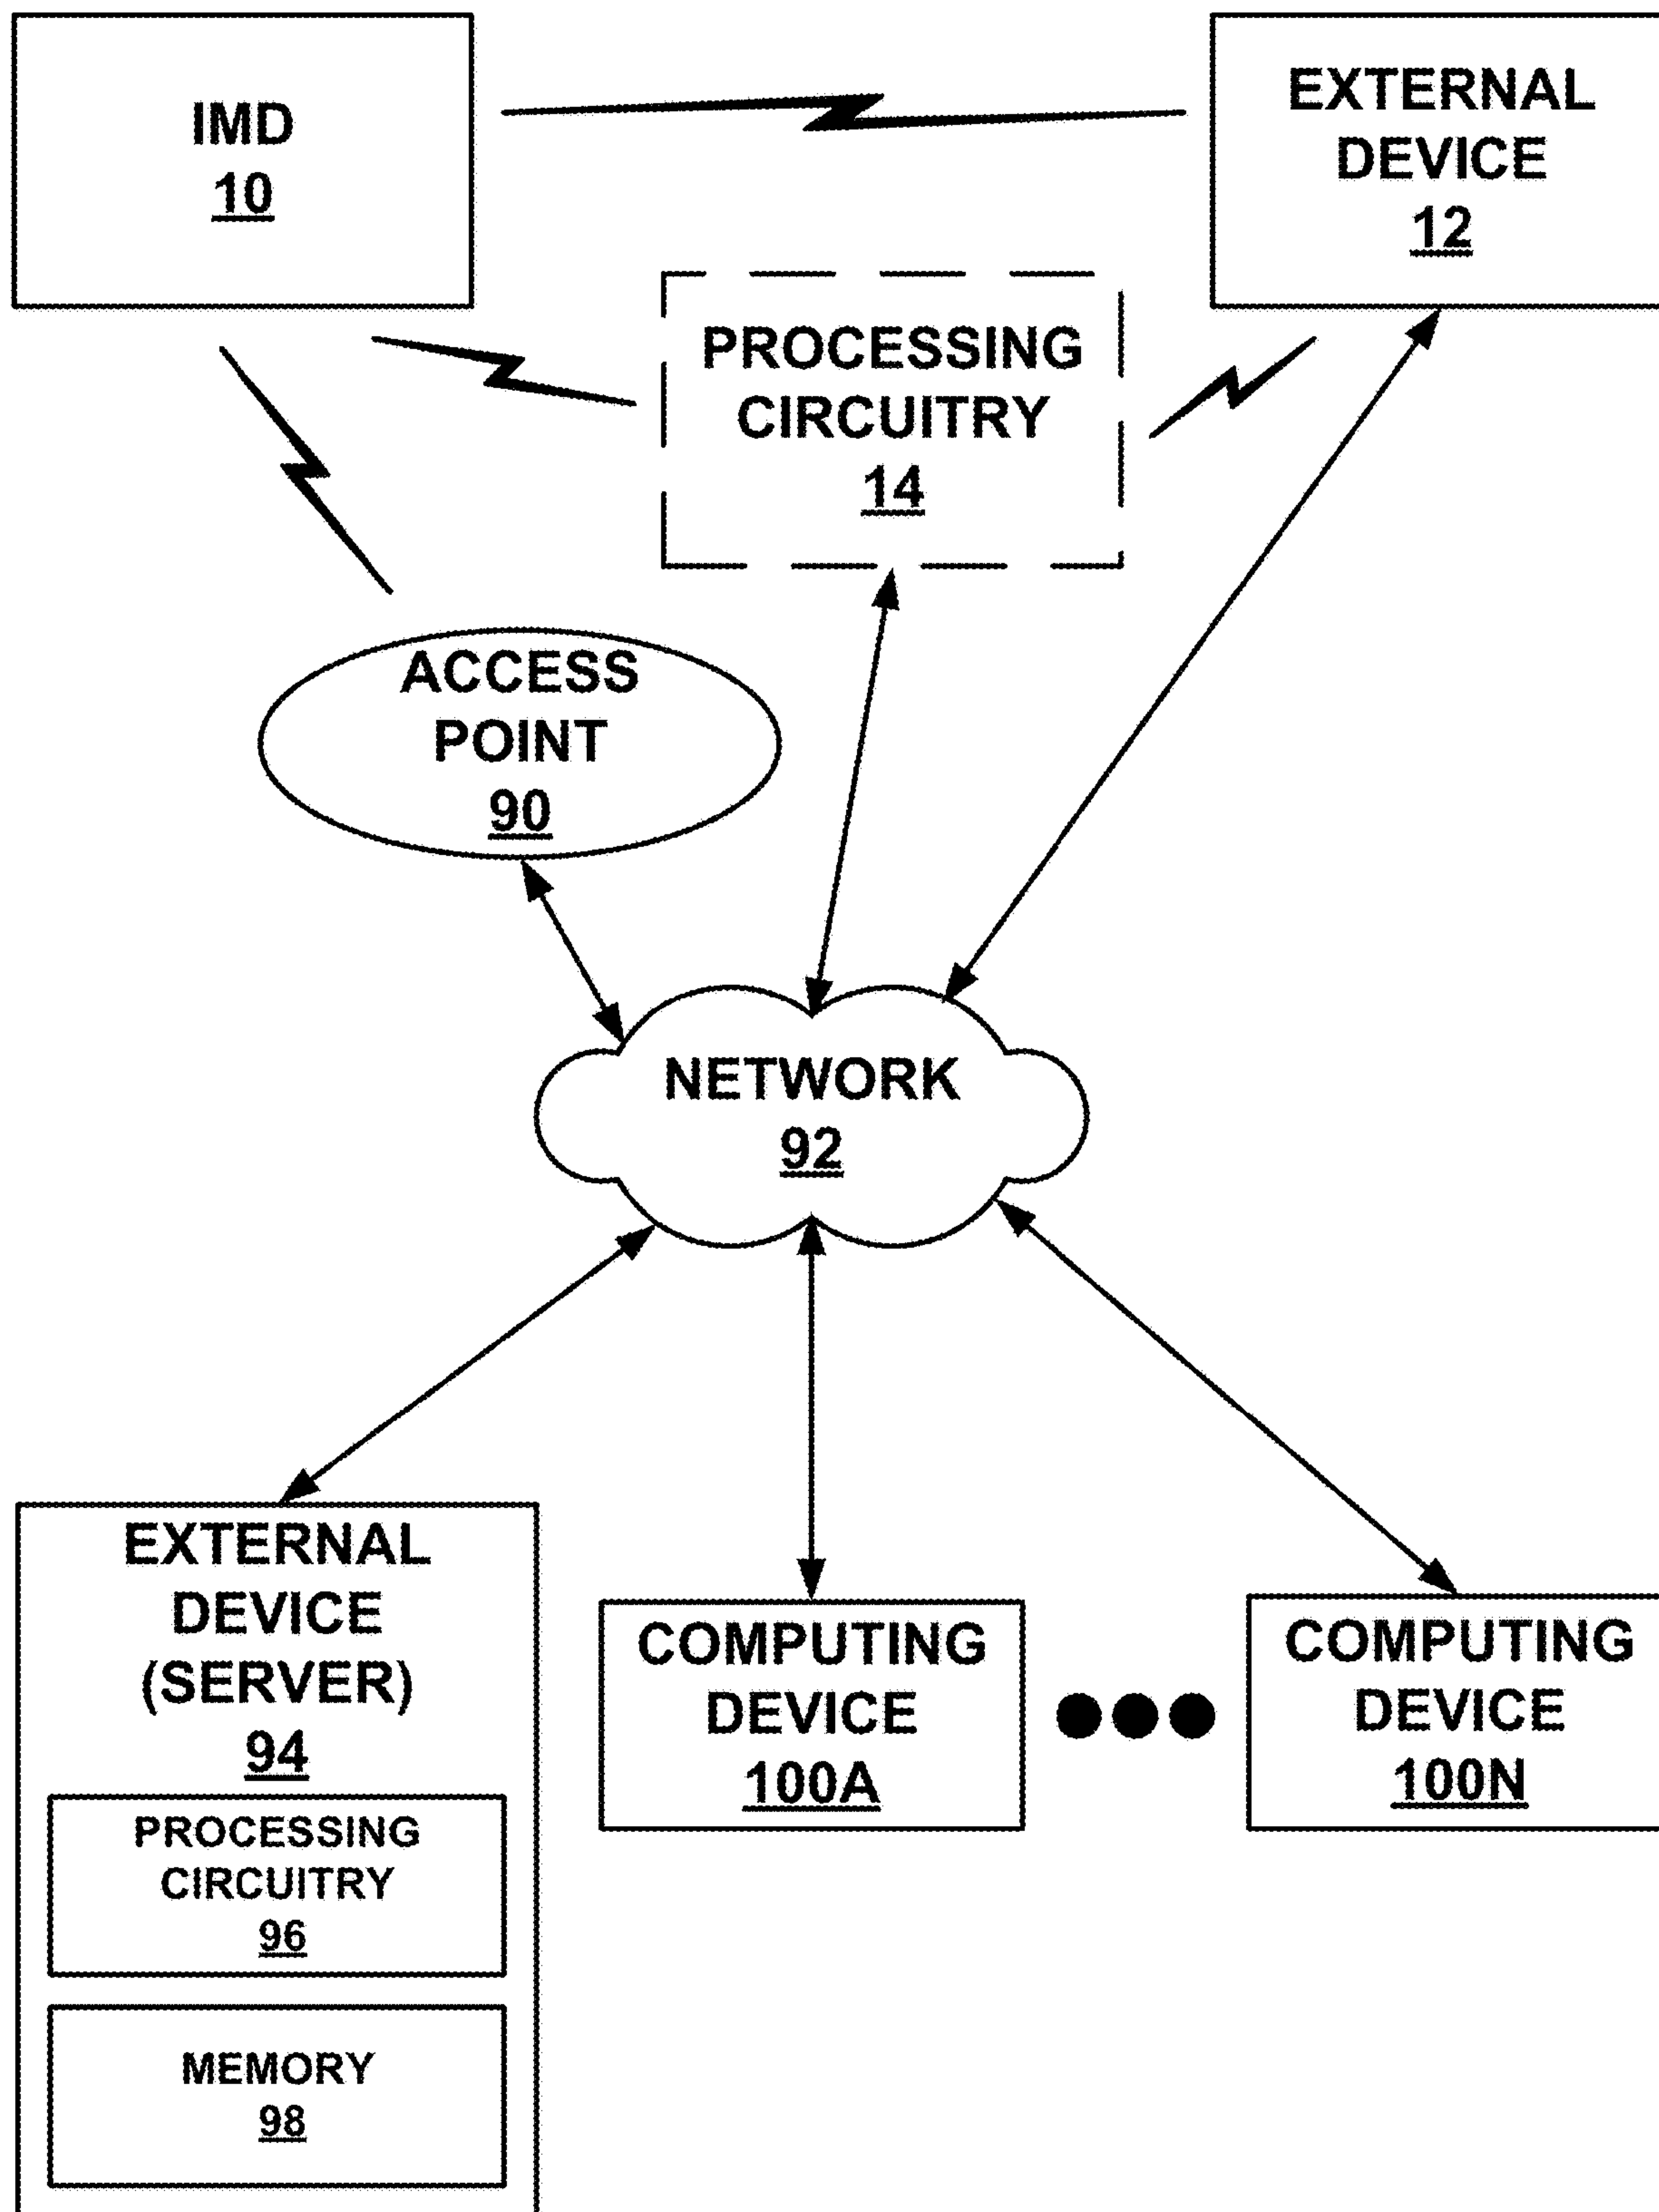 IMD
10
EXTERNAL
DEVICE
12
PROCESSING
CIRCUITRY
14
ACCESS
POINT
90
NETWORK
92
EXTERNAL
DEVICE
(SERVER)
94
PROCESSING
CIRCUITRY
96
MEMORY
98
COMPUTING
DEVICE
100A
COMPUTING
DEVICE
100N